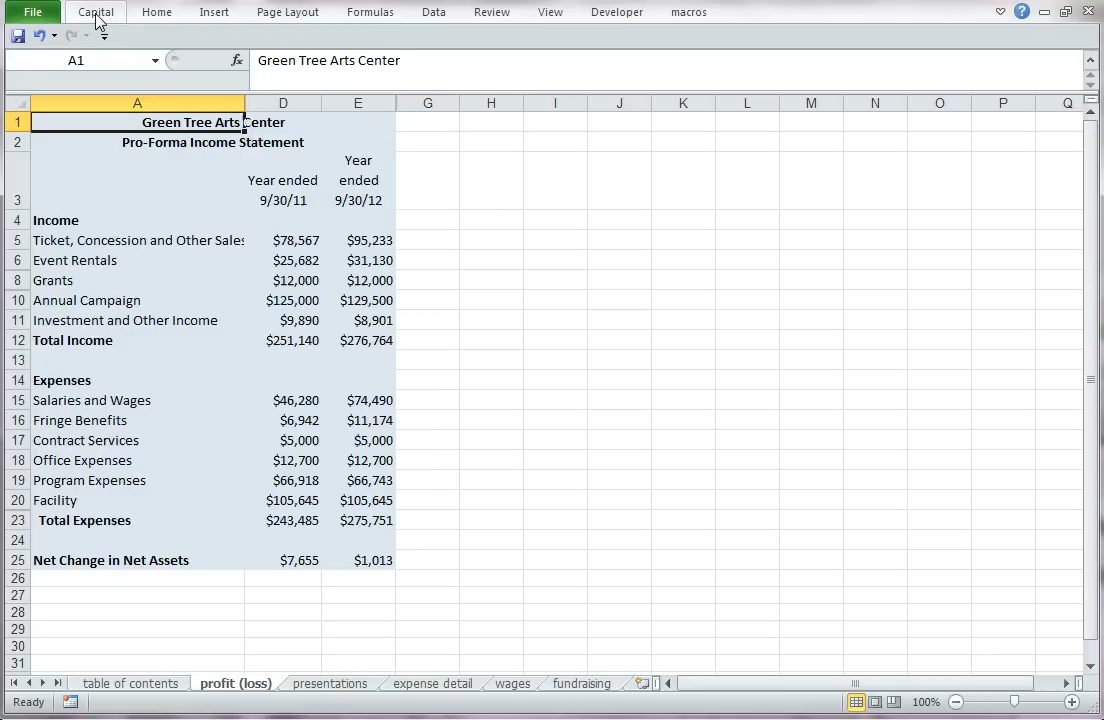 File Capital Home Insert Page Layout Formulas Data Review View Developer macros
A1 fx Green Tree Arts Center
A D E G H I J K L M N O P Q
1 Green Tree Arts Center
2 Pro-Forma Income Statement
3 Year ended 9/30/11 Year ended 9/30/12
4 Income
5 Ticket, Concession and Other Sales $78,567 $95,233
6 Event Rentals $25,682 $31,130
8 Grants $12,000 $12,000
10 Annual Campaign $125,000 $129,500
11 Investment and Other Income $9,890 $8,901
12 Total Income $251,140 $276,764
13
14 Expenses
15 Salaries and Wages $46,280 $74,490
16 Fringe Benefits $6,942 $11,174
17 Contract Services $5,000 $5,000
18 Office Expenses $12,700 $12,700
19 Program Expenses $66,918 $66,743
20 Facility $105,645 $105,645
23 Total Expenses $243,485 $275,751
24
25 Net Change in Net Assets $7,655 $1,013
26
27
28
29
30
31
table of contents profit (loss) presentations expense detail wages fundraising
Ready 100%